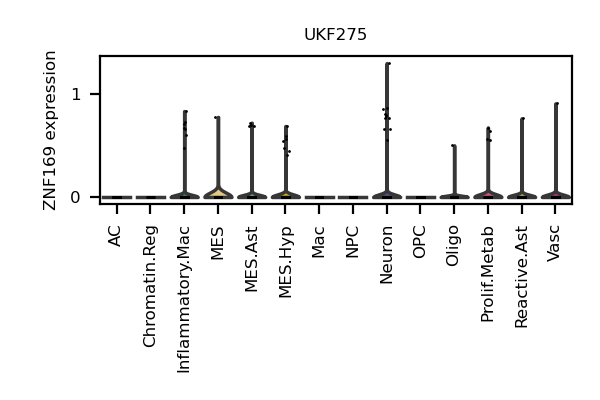 UKF275
ZNF169 expression
1
0
AC
Chromatin.Reg
Inflammatory.Mac
MES
MES.Ast
MES.Hyp
Mac
NPC
Neuron
OPC
Oligo
Prolif.Metab
Reactive.Ast
Vasc